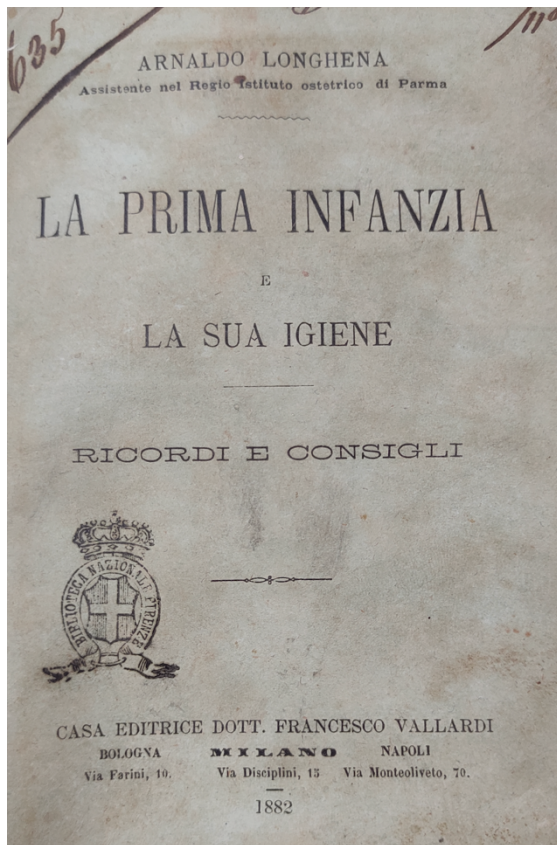 635
ARNALDO LONGHENA
Assistente nel Regio Istituto ostetrico di Parma
LA PRIMA INFANZIA
E
LA SUA IGIENE
RICORDI E CONSIGLI
BIBLIOTECA NAZIONALE FIRENZE
CASA EDITRICE DOTT. FRANCESCO VALLARDI
BOLOGNA MILANO NAPOLI
Via Farini, 10. Via Disciplini, 15 Via Monteoliveto, 70.
1882